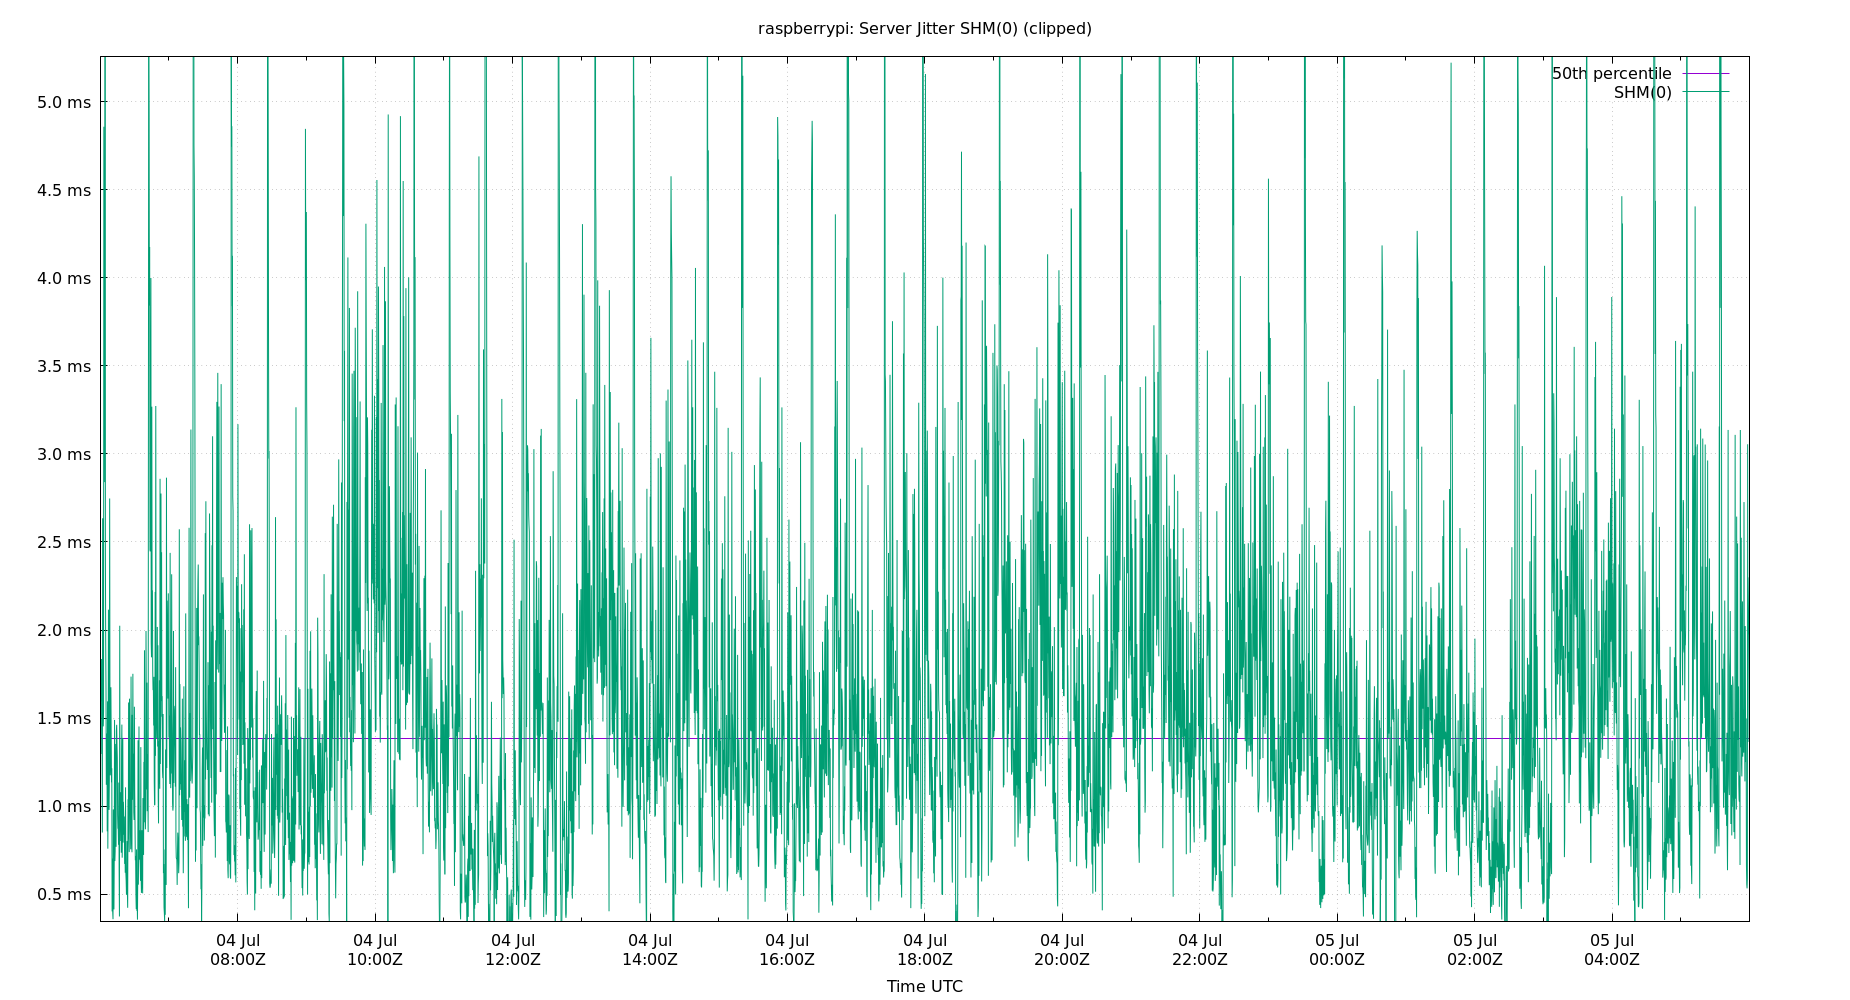 raspberrypi: Server Jitter SHM(0) (clipped)
50th percentile
SHM(0)
5.0 ms
4.5 ms
4.0 ms
3.5 ms
3.0 ms
2.5 ms
2.0 ms
1.5 ms
1.0 ms
0.5 ms
04 Jul 04 Jul 04 Jul 04 Jul 04 Jul 04 Jul 04 Jul 04 Jul 05 Jul 05 Jul 05 Jul
08:00Z 10:00Z 12:00Z 14:00Z 16:00Z 18:00Z 20:00Z 22:00Z 00:00Z 02:00Z 04:00Z
Time UTC